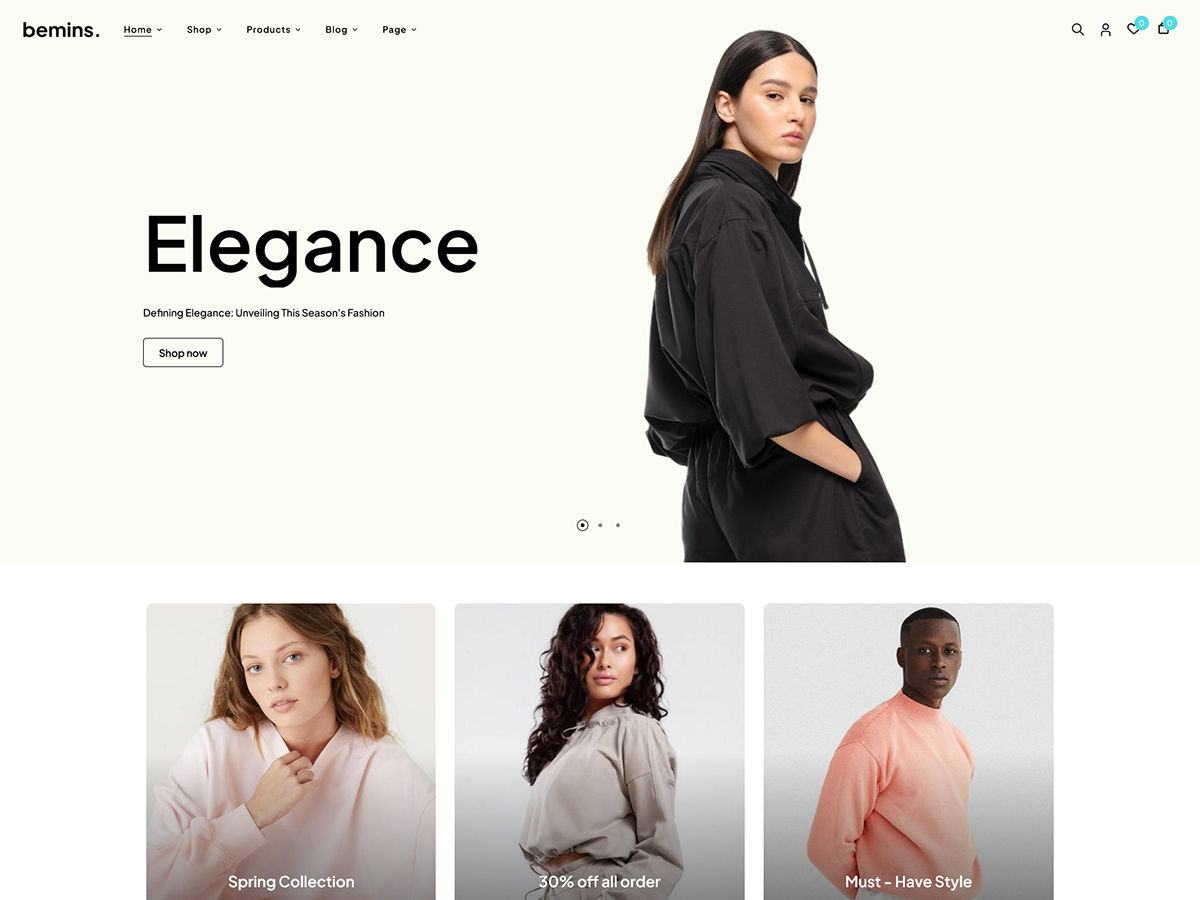 bemins.
Home Shop Products Blog Page
0 0
Elegance
Defining Elegance: Unveiling This Season's Fashion
Shop now
Spring Collection
30% off all order
Must - Have Style